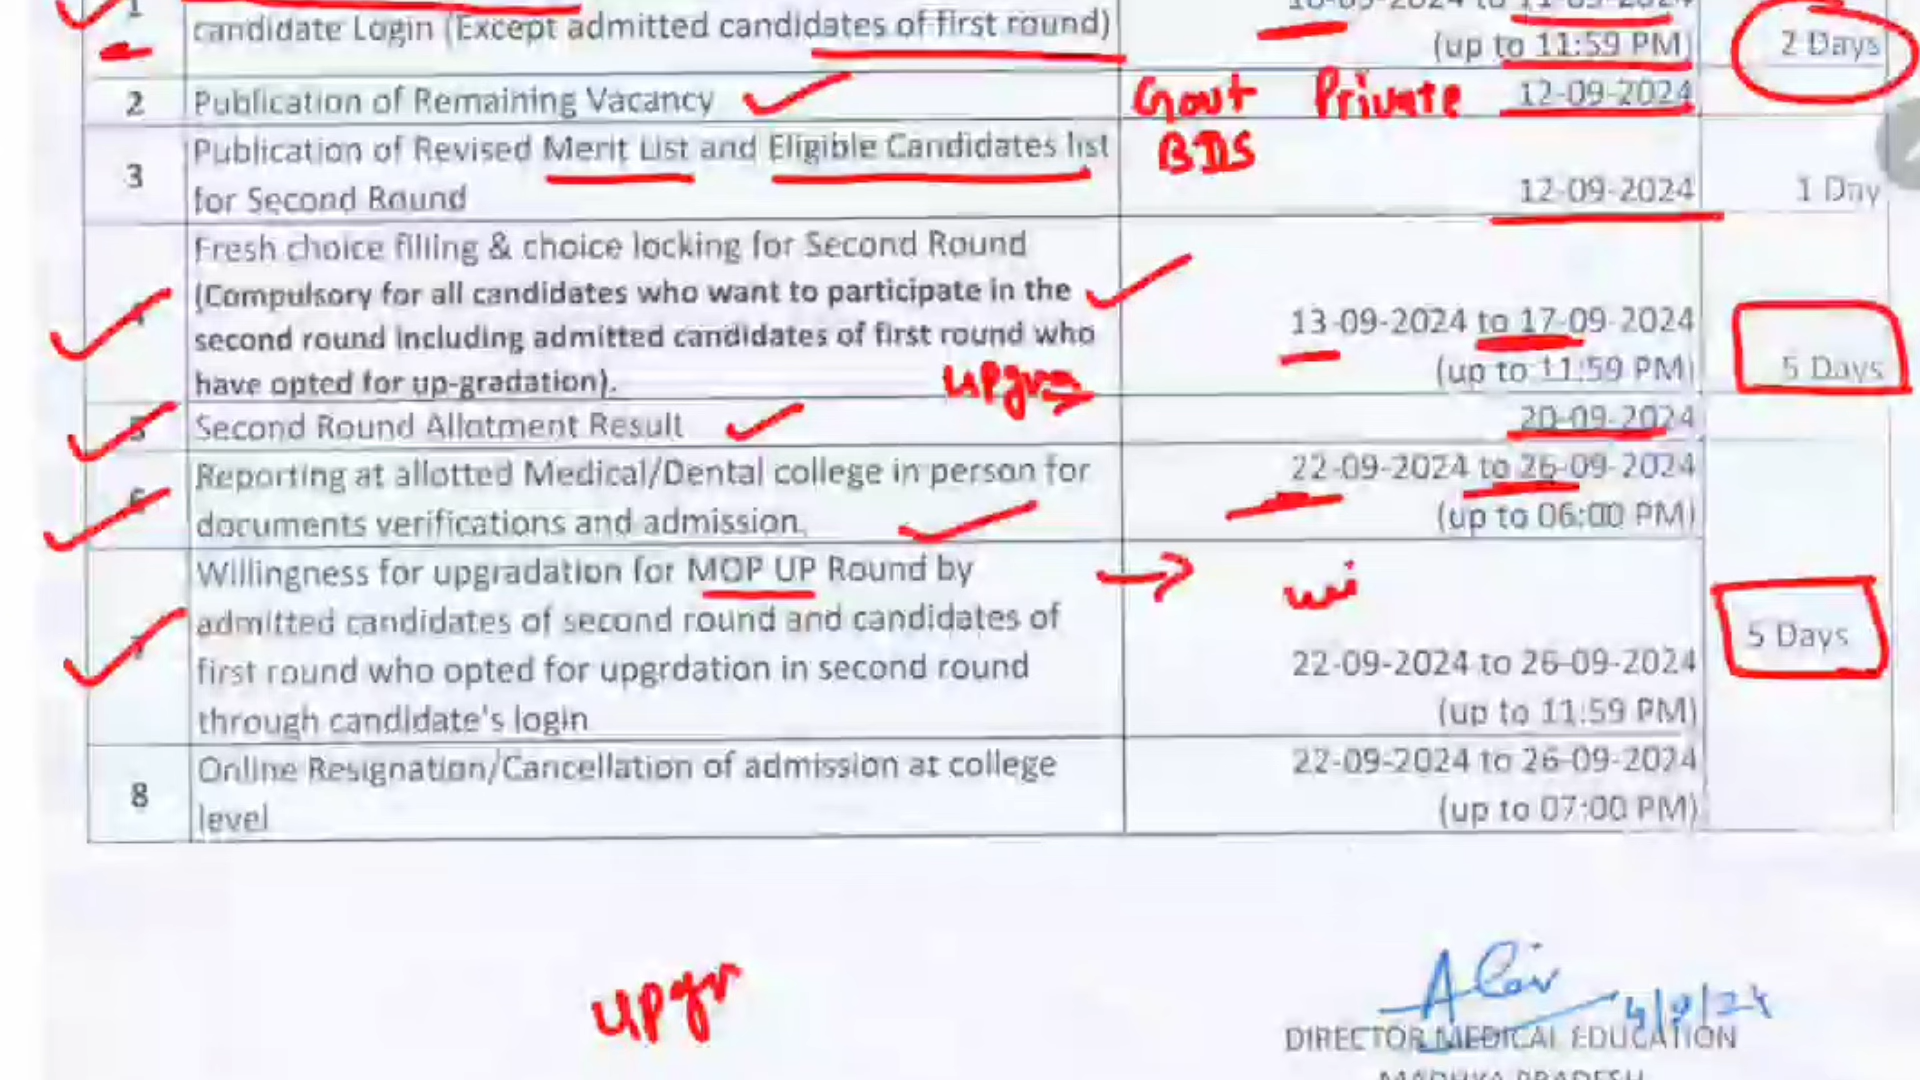 1
candidate Login (Except admitted candidates of first round)
(up to 11:59 PM)
2 Days
2
Publication of Remaining Vacancy
Govt Private
12-09-2024
BDS
3
Publication of Revised Merit List and Eligible Candidates list
for Second Round
12-09-2024
1 Day
Fresh choice filling & choice locking for Second Round
(Compulsory for all candidates who want to participate in the
second round including admitted candidates of first round who
have opted for up-gradation).
13-09-2024 to 17-09-2024
(up to 11:59 PM)
5 Days
upgr
5
Second Round Allotment Result
20-09-2024
6
Reporting at allotted Medical/Dental college in person for
documents verifications and admission.
22-09-2024 to 26-09-2024
(up to 06:00 PM)
7
Willingness for upgradation for MOP UP Round by
admitted candidates of second round and candidates of
first round who opted for upgrdation in second round
through candidate's login
22-09-2024 to 26-09-2024
(up to 11:59 PM)
5 Days
8
Online Resignation/Cancellation of admission at college
level
22-09-2024 to 26-09-2024
(up to 07:00 PM)
upgr
DIRECTOR MEDICAL EDUCATION
MADHYA PRADESH